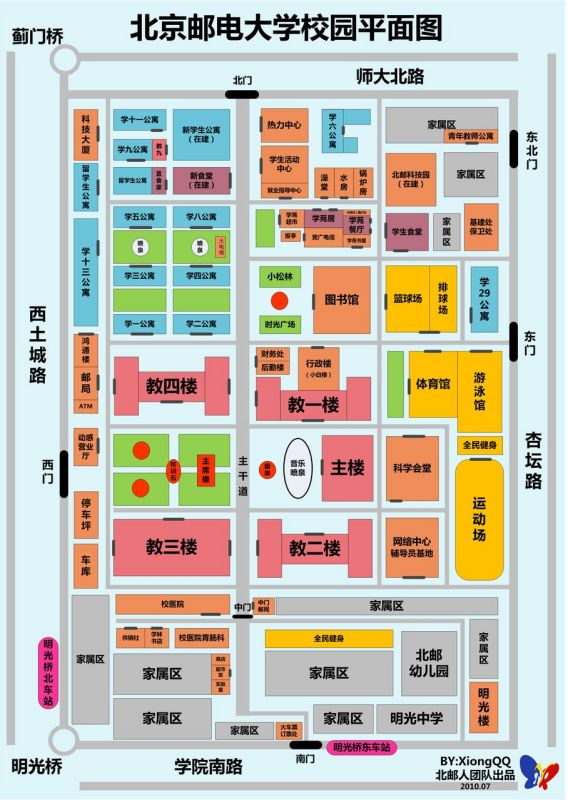 北京邮电大学校园平面图
蓟门桥
师大北路
北门
科技大厦
学十一公寓
新学生公寓
（在建）
热力中心
学六公寓
家属区
青年教师公寓
东北门
学九公寓
教九
学生活动
中心
就业指导中心
澡堂
水房
锅炉房
北邮科技园
（在建）
家属区
留学生公寓
留学生公寓
新食堂
（在建）
学五公寓
学八公寓
学苑
超市
学苑居
学苑
餐厅
报亭
宽广电信
学苑书屋
学生食堂
家属区
基建处
保卫处
学十三公寓
喷泉
喷泉
学三公寓
学四公寓
小松林
图书馆
篮球场
排球场
学29公寓
学一公寓
学二公寓
时光广场
西土城路
鸿通楼
邮局
ATM
教四楼
财务处
后勤楼
行政楼
（小白楼）
教一楼
体育馆
游泳馆
东门
杏坛路
动感营业厅
西门
校训石
主席像
主干道
音乐
喷泉
主楼
科学会堂
全民健身
运动场
停车坪
车库
教三楼
教二楼
网络中心
辅导员基地
家属区
校医院
中门
中门
邮局
家属区
供销社
学林
书店
校医院胃肠科
全民健身
家属区
明光桥北车站
家属区
商店
超市
实验室
家属区
北邮
幼儿园
家属区
家属区
火车票
订票处
家属区
明光中学
明光楼
明光桥
学院南路
南门
明光桥东车站
BY:XiongQQ
北邮人团队出品
2010.07